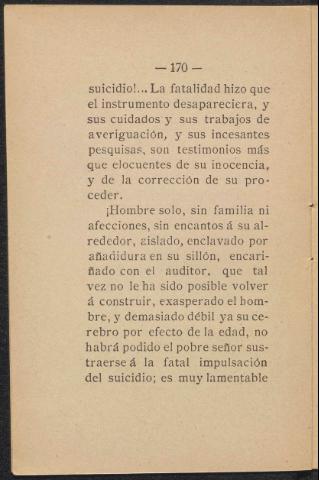 — 170 —
suicidio!... La fatalidad hizo que
el instrumento desapareciera, y
sus cuidados y sus trabajos de
averiguación, y sus incesantes
pesquisas, son testimonios más
que elocuentes de su inocencia,
y de la corrección de su pro-
ceder.
¡Hombre solo, sin familia ni
afecciones, sin encantos á su al-
rededor, aislado, enclavado por
añadidura en su sillón, encari-
ñado con el auditor, que tal
vez no le ha sido posible volver
á construir, exasperado el hom-
bre, y demasiado débil ya su ce-
rebro por efecto de la edad, no
habrá podido el pobre señor sus-
traerse á la fatal impulsación
del suicidio; es muy lamentable